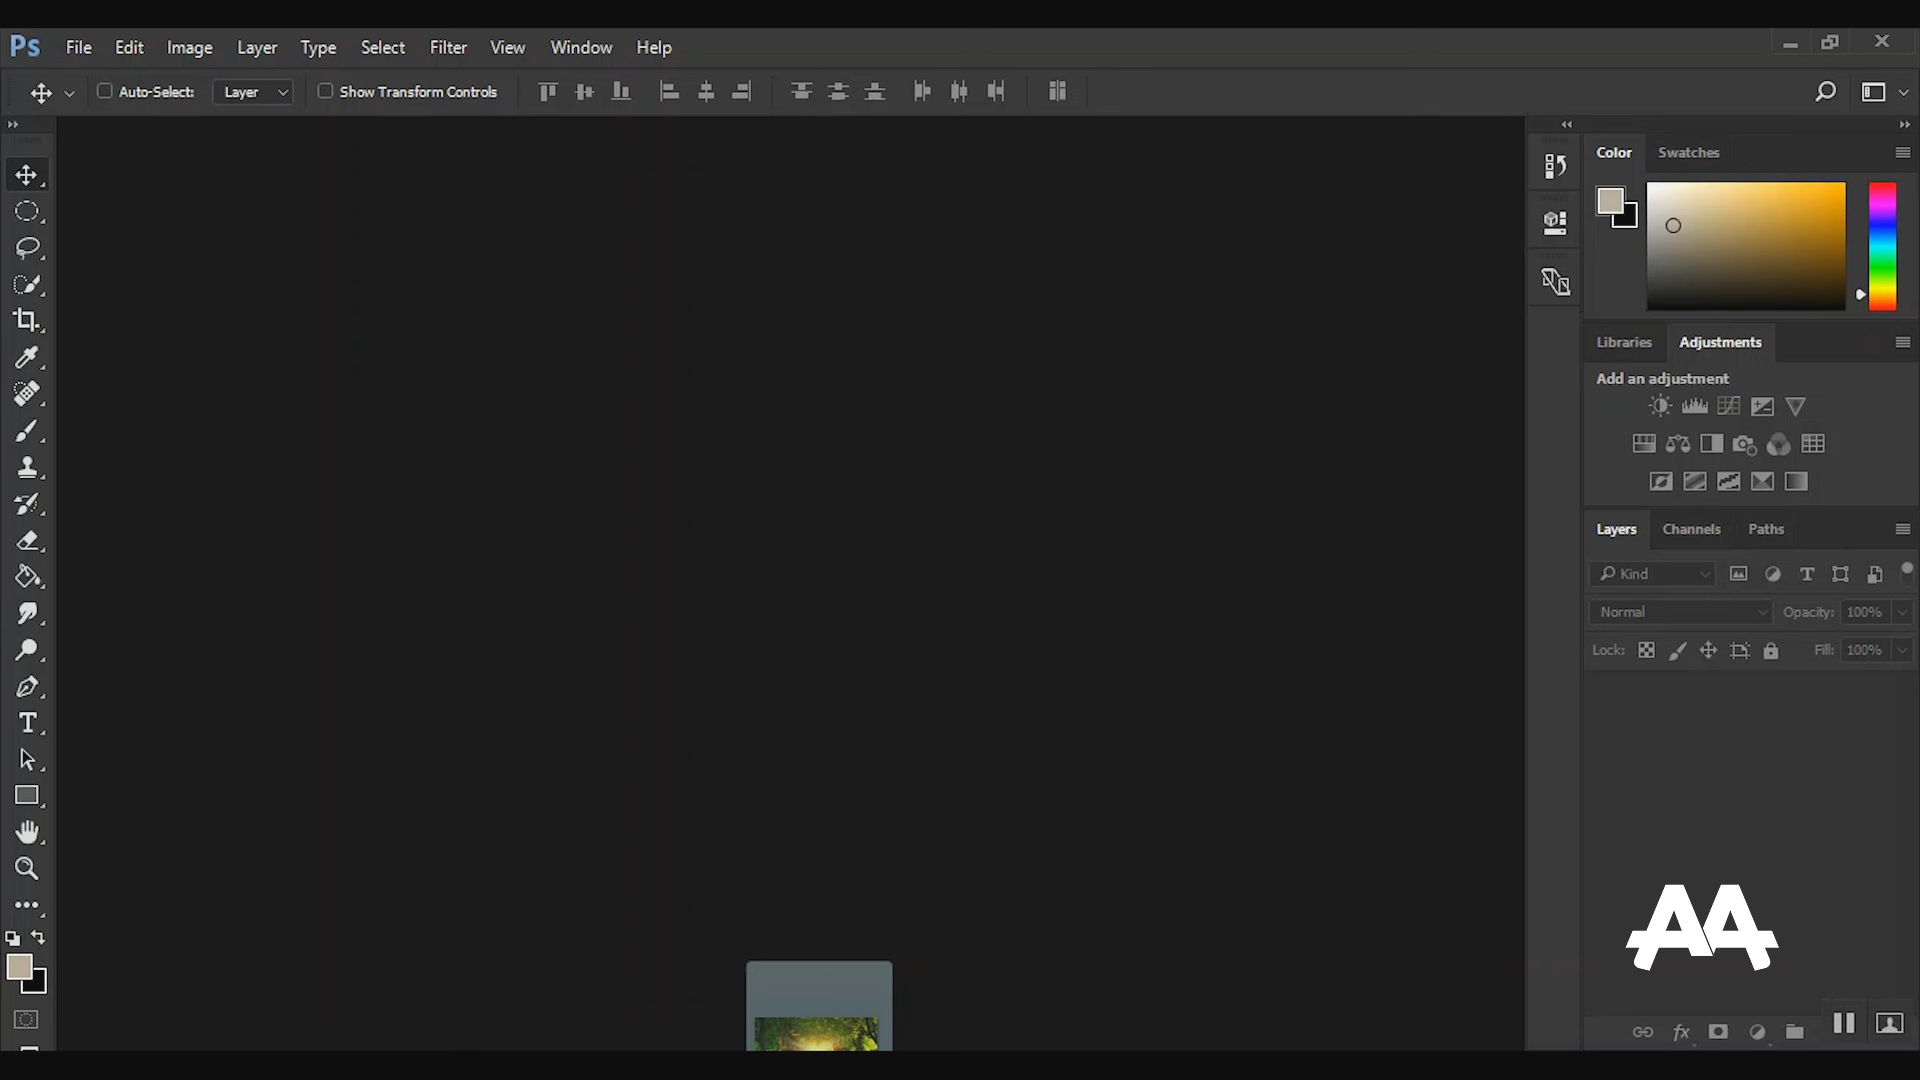 Ps File Edit Image Layer Type Select Filter View Window Help
Auto-Select: Layer Show Transform Controls
Color Swatches
Libraries Adjustments
Add an adjustment
Layers Channels Paths
Kind
Normal Opacity: 100%
Lock: Fill: 100%
AA
fx